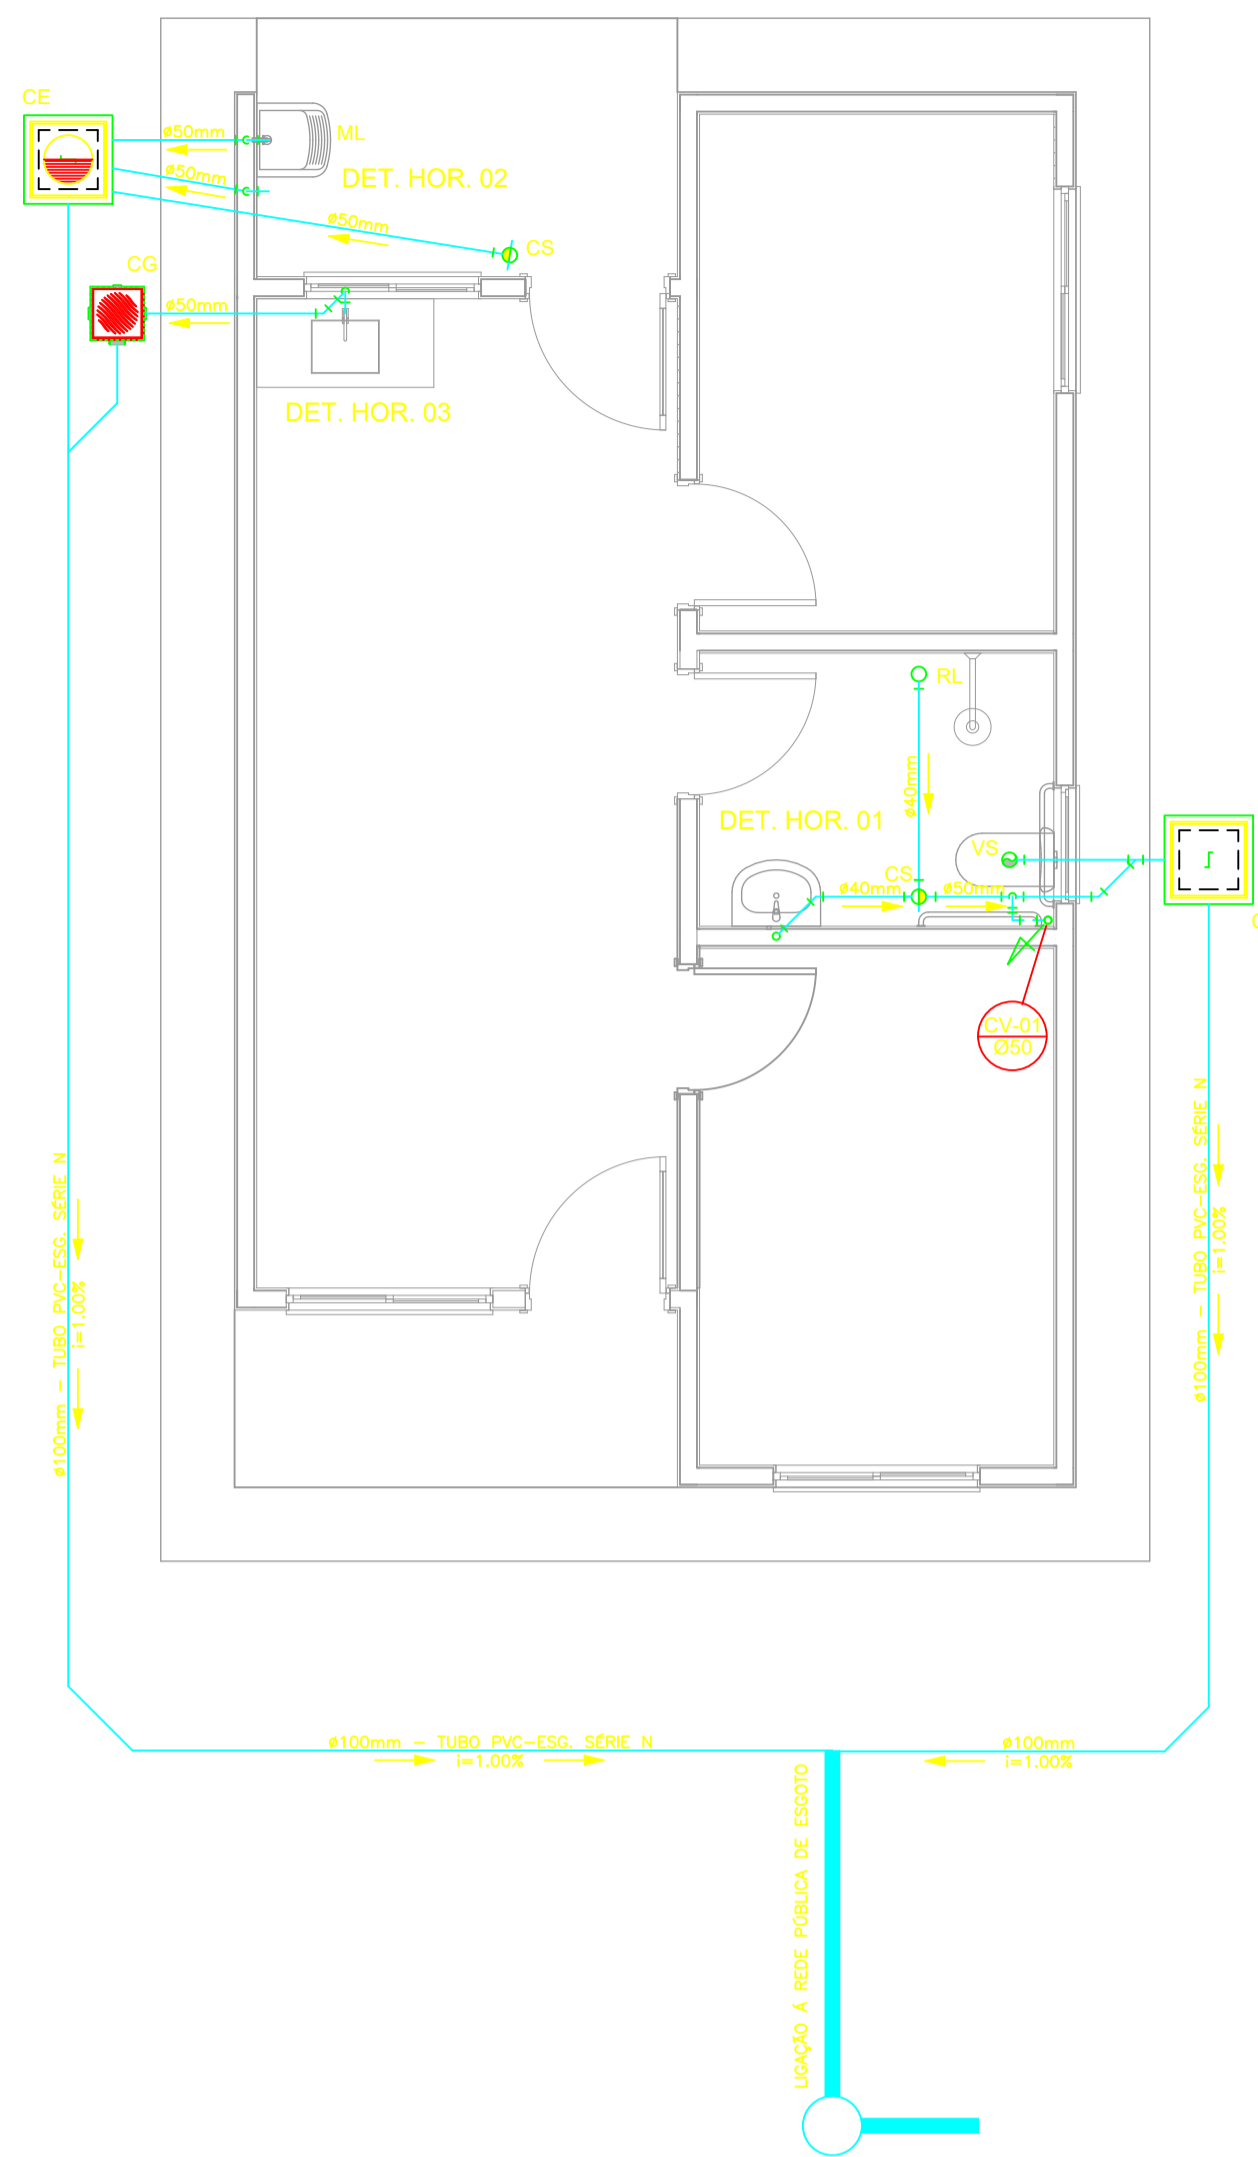 CE
ø50mm
ML
ø50mm
DET. HOR. 02
ø50mm
CS
CG
ø50mm
DET. HOR. 03
RL
ø40mm
DET. HOR. 01
VS
CS
ø40mm
ø50mm
CV-01
Ø50
ø100mm - TUBO PVC-ESG. SÉRIE N
i=1.00%
ø100mm - TUBO PVC-ESG. SÉRIE N
i=1.00%
ø100mm - TUBO PVC-ESG. SÉRIE N
i=1.00%
ø100mm
i=1.00%
LIGAÇÃO Á REDE PÚBLICA DE ESGOTO